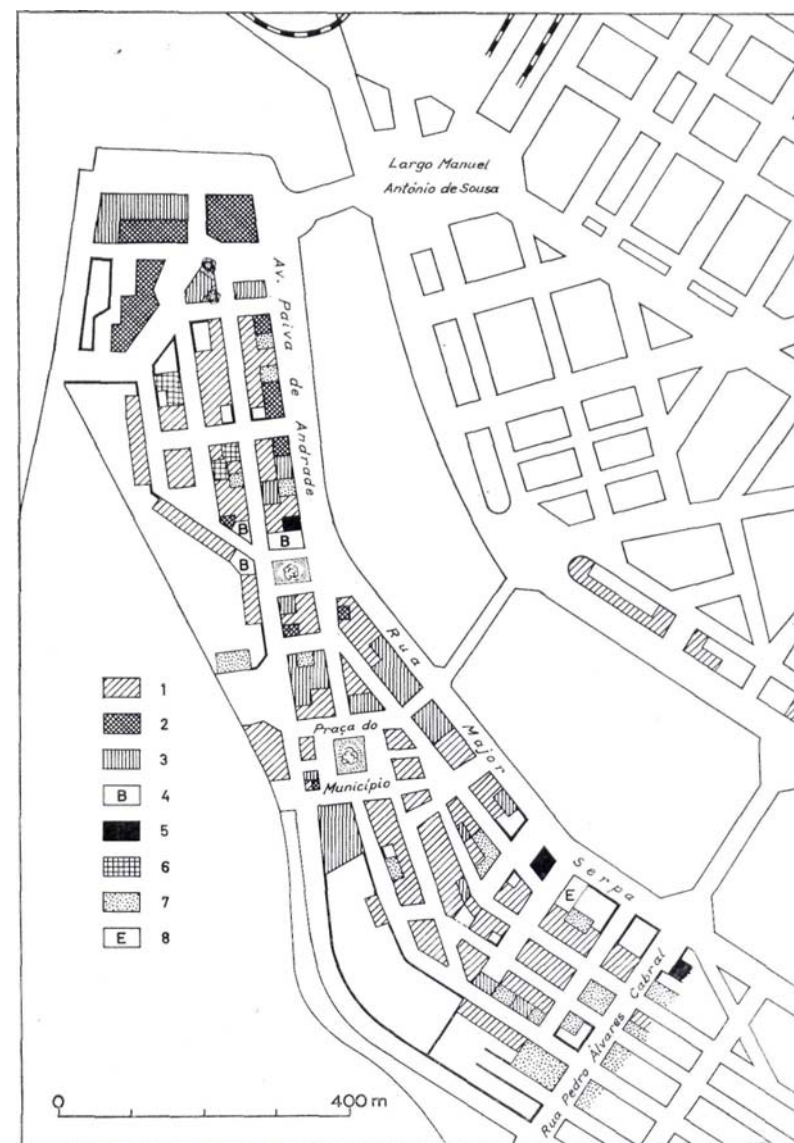 Largo Manuel
António de Sousa
Av. Paiva de Andrade
B
B
B
Rua Major Serpa
1
2
3
B 4
5
6
7
E 8
Praça do
Município
E
Rua Pedro Álvares Cabral
0 400 m